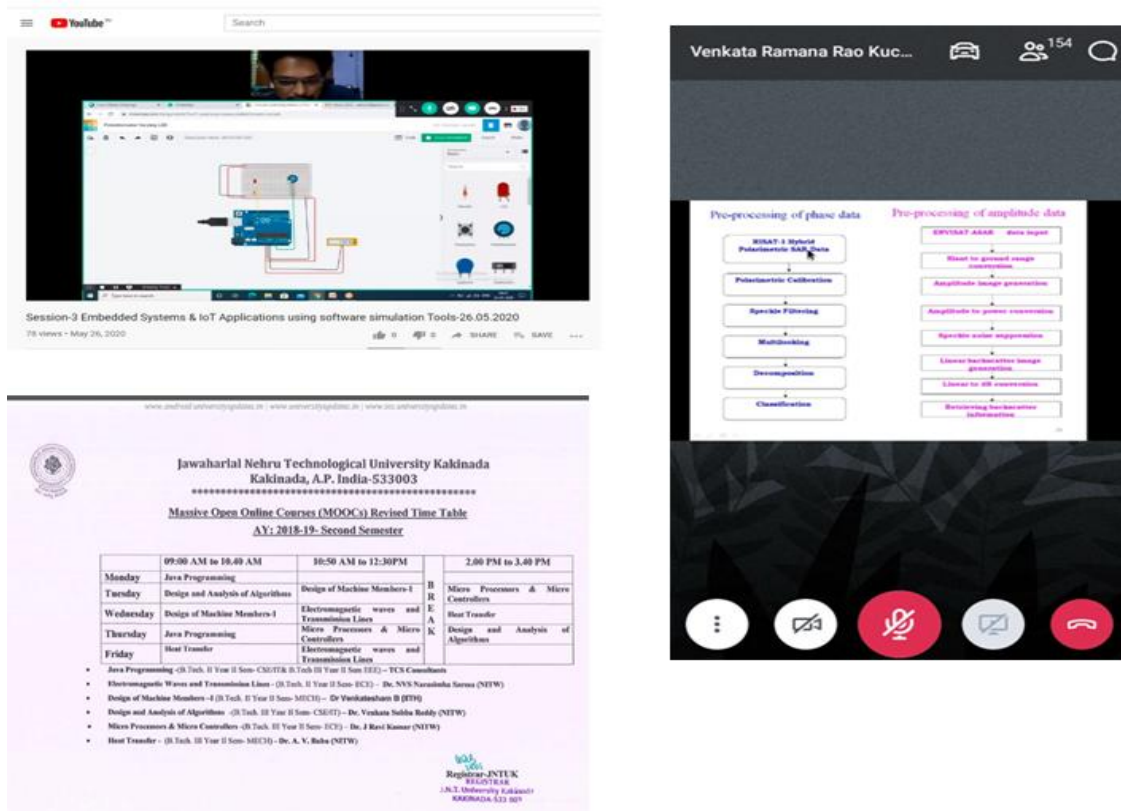 YouTube
Search
Session-3 Embedded Systems & IoT Applications using software simulation Tools-26.05.2020
78 views • May 26, 2020
0
0
SHARE
SAVE
Venkata Ramana Rao Kuc...
154
Pre-processing of phase data
RISAT-1 Hybrid
Polarimetric SAR Data
Polarimetric Calibration
Speckle Filtering
Multilooking
Decomposition
Classification
Pre-processing of amplitude data
ENVISAT-ASAR data input
Slant to ground range
conversion
Amplitude image generation
Amplitude to power conversion
Speckle noise suppression
Linear backscatter image
generation
Linear to dB conversion
Retrieving backscatter
information
Jawaharlal Nehru Technological University Kakinada
Kakinada, A.P. India-533003
Massive Open Online Courses (MOOCs) Revised Time Table
AY: 2018-19- Second Semester
09:00 AM to 10.40 AM 10:50 AM to 12:30PM BREAK 2.00 PM to 3.40 PM
Monday Java Programming
Tuesday Design and Analysis of Algorithms Design of Machine Members-I Micro Processors & Micro Controllers
Wednesday Design of Machine Members-I Electromagnetic waves and Transmission Lines Heat Transfer
Thursday Java Programming Micro Processors & Micro Controllers Design and Analysis of Algorithms
Friday Heat Transfer Electromagnetic waves and Transmission Lines
• Java Programming -(B.Tech. II Year II Sem- CSE/IT& B.Tech III Year II Sem EEE) – TCS Consultants
• Electromagnetic Waves and Transmission Lines - (B.Tech. II Year II Sem- ECE) – Dr. NVS Narasimha Sarma (NITW)
• Design of Machine Members -I (B.Tech. II Year II Sem- MECH) – Dr Venkatesham B (IITH)
• Design and Analysis of Algorithms -(B.Tech. III Year II Sem- CSE/IT) – Dr. Venkata Subba Reddy (NITW)
• Micro Processors & Micro Controllers -(B.Tech. III Year II Sem- ECE) – Dr. J Ravi Kumar (NITW)
• Heat Transfer - (B.Tech. III Year II Sem- MECH) - Dr. A. V. Babu (NITW)
Registrar-JNTUK
REGISTRAR
J.N.T. University Kakinada
KAKINADA-533 003